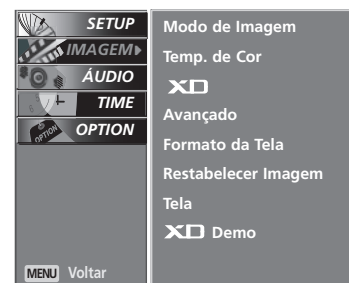 SETUP
IMAGEM
ÁUDIO
TIME
OPTION
OPTION
MENU Voltar
Modo de Imagem
Temp. de Cor
XD
Avançado
Formato da Tela
Restabelecer Imagem
Tela
XD Demo